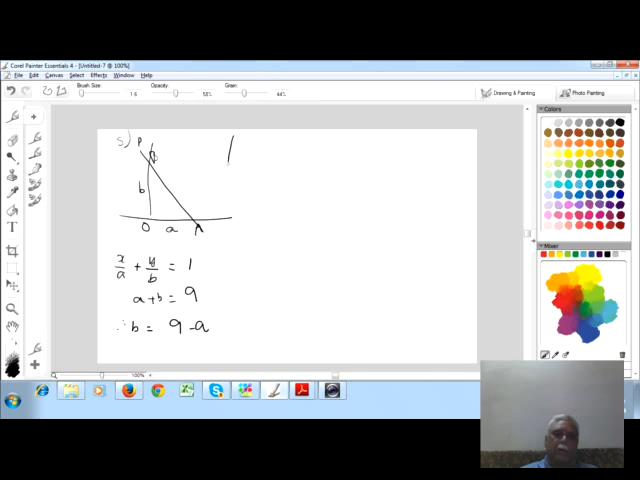 Corel Painter Essentials 4 - [Untitled-7 @ 100%]
File Edit Canvas Select Effects Window Help
Brush Size: 1.6 Opacity: 58% Grain: 44% Drawing & Painting Photo Painting
Colors
5) P
b
O a A
x/a + y/b = 1
a+b = 9
∴ b = 9 - a
Mixer
100%